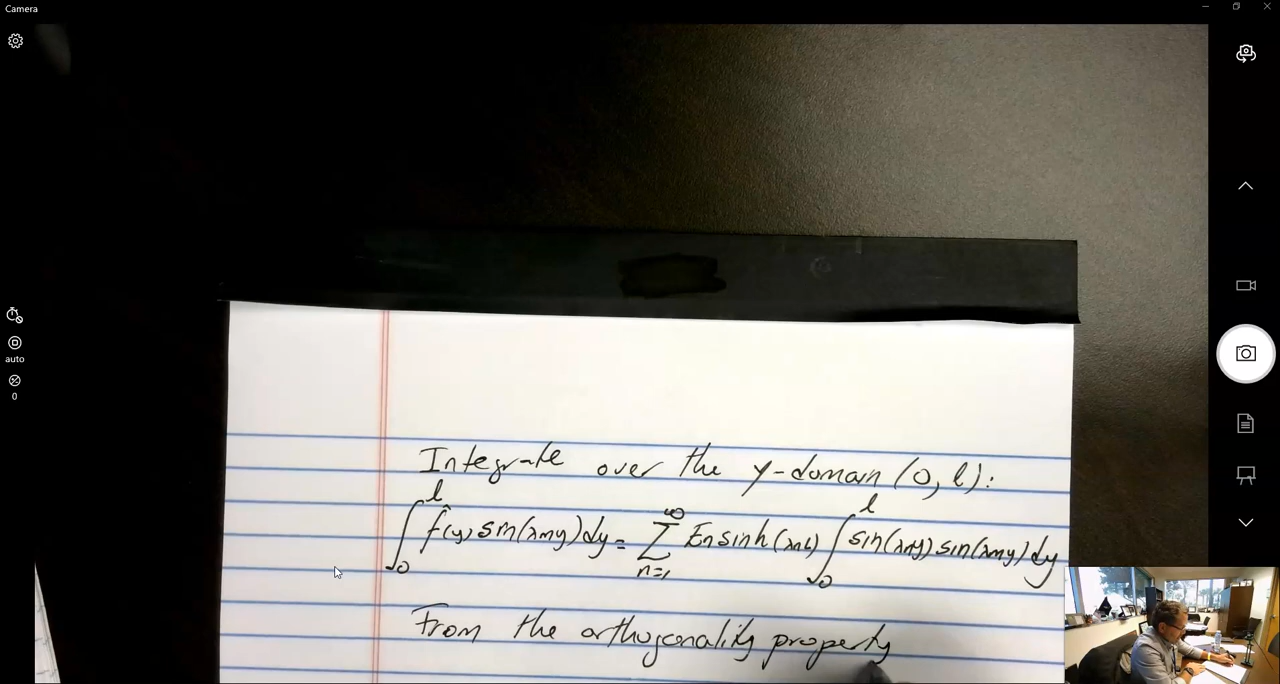 Camera
auto
0
Integrate over the y-domain (0, l):
∫₀ˡ f̂(y) sin(λmy)dy = ∑ₙ₌₁^∞ En sinh(λnL) ∫₀ˡ sin(λny) sin(λmy) dy
From the orthogonality property